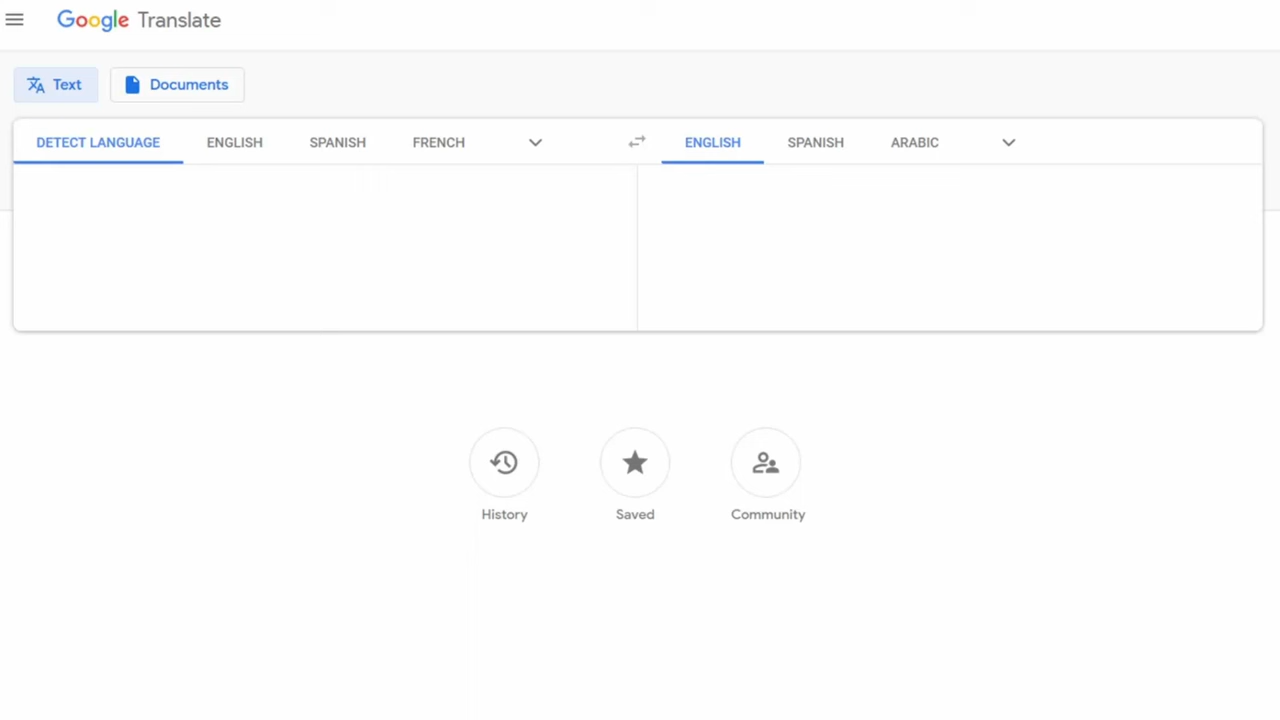 Google Translate
Text Documents
DETECT LANGUAGE ENGLISH SPANISH FRENCH ENGLISH SPANISH ARABIC
History Saved Community